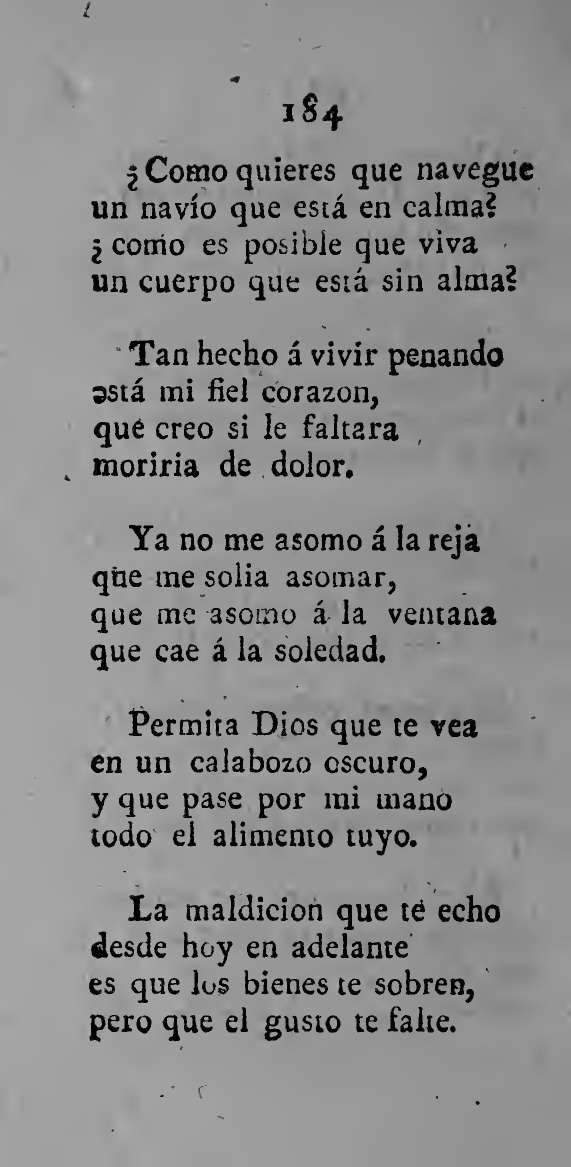 184
¿Como quieres que navegue
un navío que está en calma?
¿ como es posible que viva
un cuerpo que está sin alma?
Tan hecho á vivir penando
está mi fiel corazon,
que creo si le faltara
moriria de dolor.
Ya no me asomo á la reja
que me solia asomar,
que me asomo á la ventana
que cae á la soledad.
Permita Dios que te vea
en un calabozo oscuro,
y que pase por mi mano
todo el alimento tuyo.
La maldicion que te echo
desde hoy en adelante
es que los bienes te sobren,
pero que el gusto te falte.